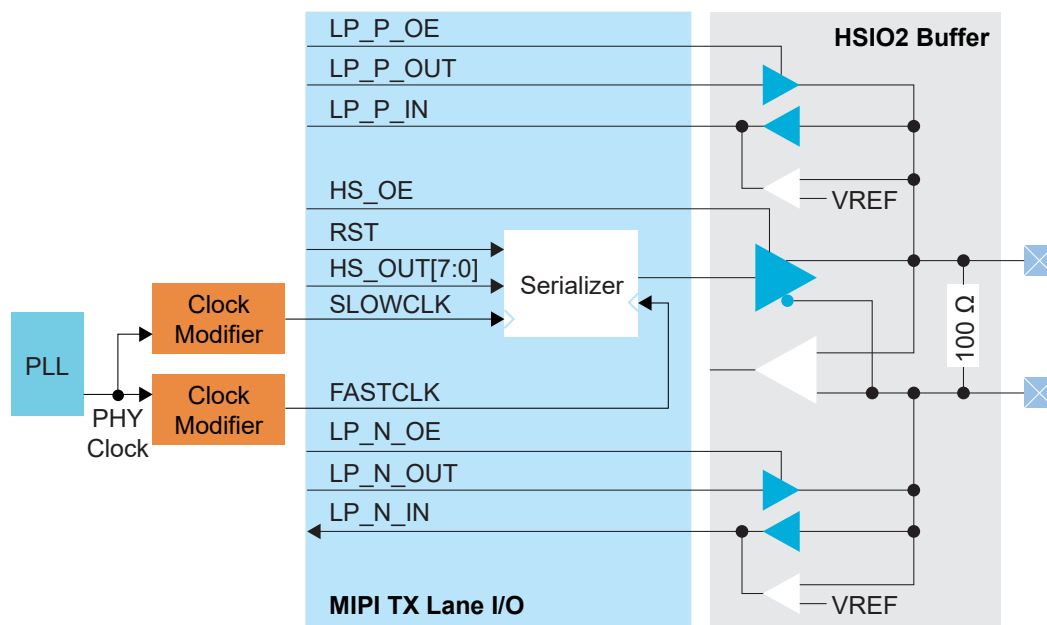 LP_P_OE
HSIO2 Buffer
LP_P_OUT
LP_P_IN
HS_OE
VREF
RST
HS_OUT[7:0]
Serializer
Clock
Modifier
SLOWCLK
PLL
100 Ω
PHY
Clock
Clock
Modifier
FASTCLK
LP_N_OE
LP_N_OUT
LP_N_IN
MIPI TX Lane I/O
VREF